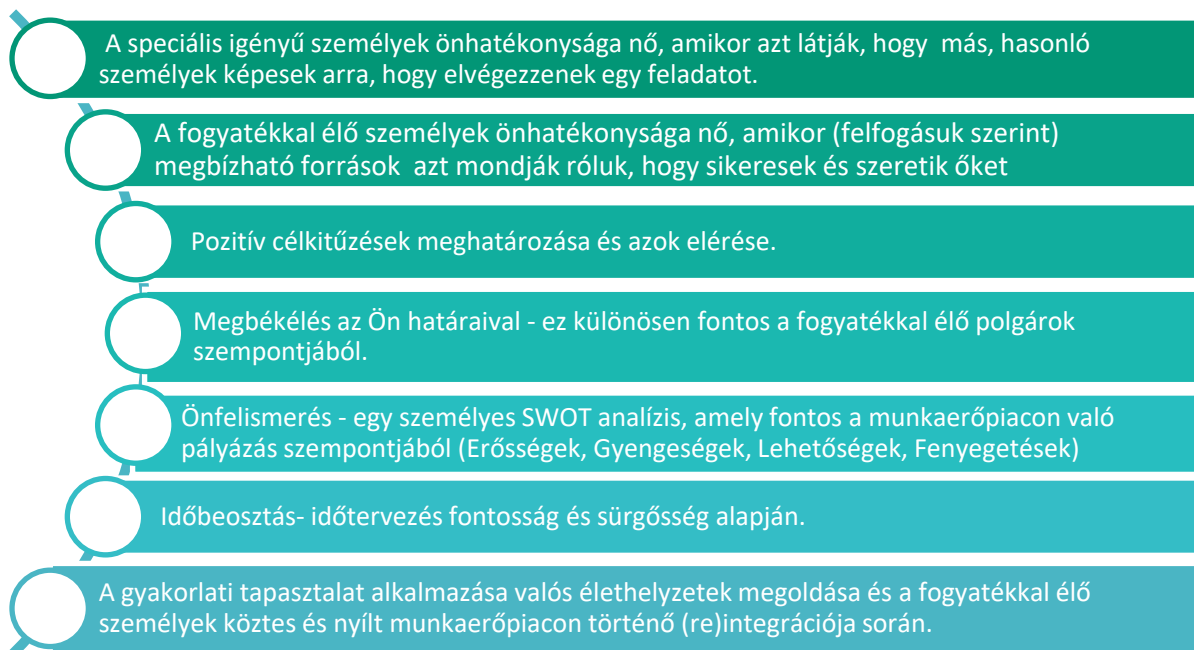 A speciális igényű személyek önhatékonysága nő, amikor azt látják, hogy más, hasonló
személyek képesek arra, hogy elvégezzenek egy feladatot.
A fogyatékkal élő személyek önhatékonysága nő, amikor (felfogásuk szerint)
megbízható források azt mondják róluk, hogy sikeresek és szeretik őket
Pozitív célkitűzések meghatározása és azok elérése.
Megbékélés az Ön határaival - ez különösen fontos a fogyatékkal élő polgárok
szempontjából.
Önfelismerés - egy személyes SWOT analízis, amely fontos a munkaerőpiacon való
pályázás szempontjából (Erősségek, Gyengeségek, Lehetőségek, Fenyegetések)
Időbeosztás- időtervezés fontosság és sürgősség alapján.
A gyakorlati tapasztalat alkalmazása valós élethelyzetek megoldása és a fogyatékkal élő
személyek köztes és nyílt munkaerőpiacon történő (re)integrációja során.